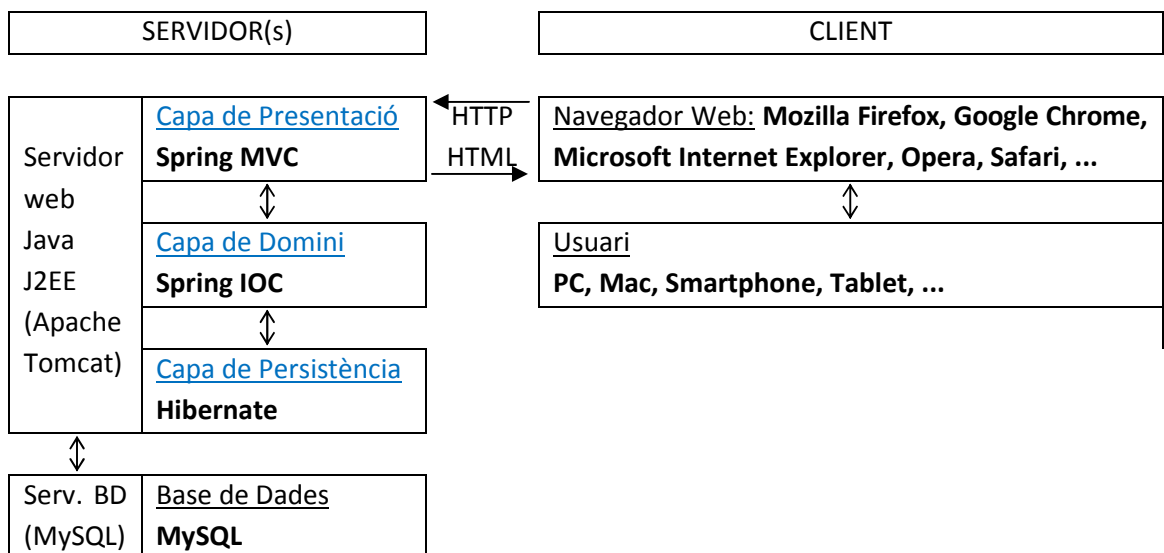 SERVIDOR(s)
CLIENT
Servidor
web
Java
J2EE
(Apache
Tomcat)
Capa de Presentació
Spring MVC
Capa de Domini
Spring IOC
Capa de Persistència
Hibernate
HTTP
HTML
Navegador Web: Mozilla Firefox, Google Chrome,
Microsoft Internet Explorer, Opera, Safari, ...
Usuari
PC, Mac, Smartphone, Tablet, ...
Serv. BD
(MySQL)
Base de Dades
MySQL